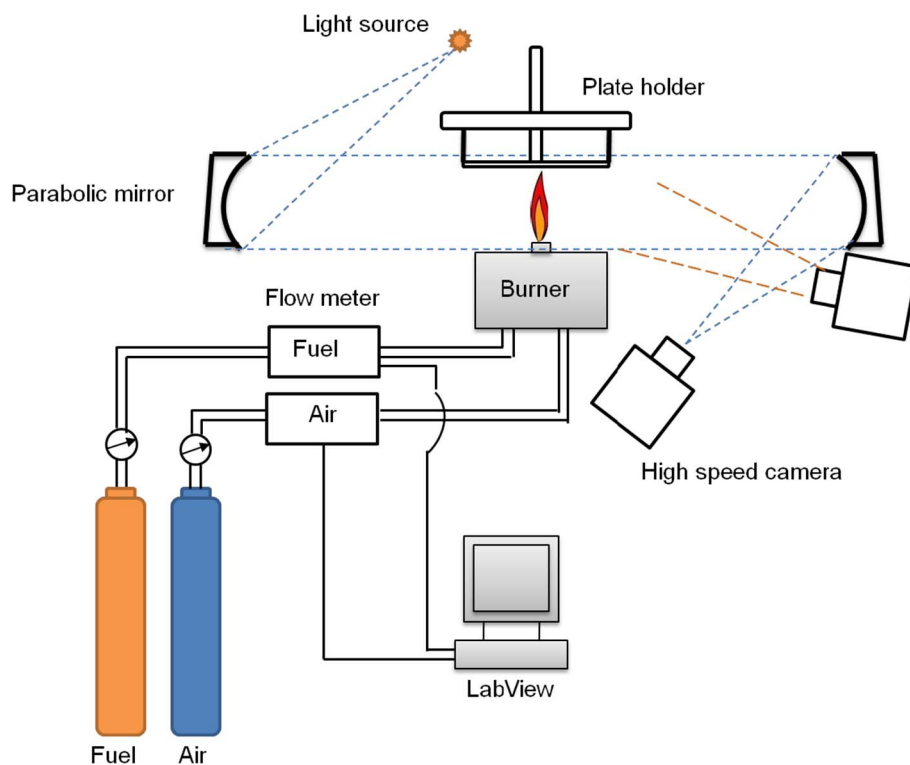 Light source
Plate holder
Parabolic mirror
Burner
Flow meter
Fuel
Air
High speed camera
LabView
Fuel
Air